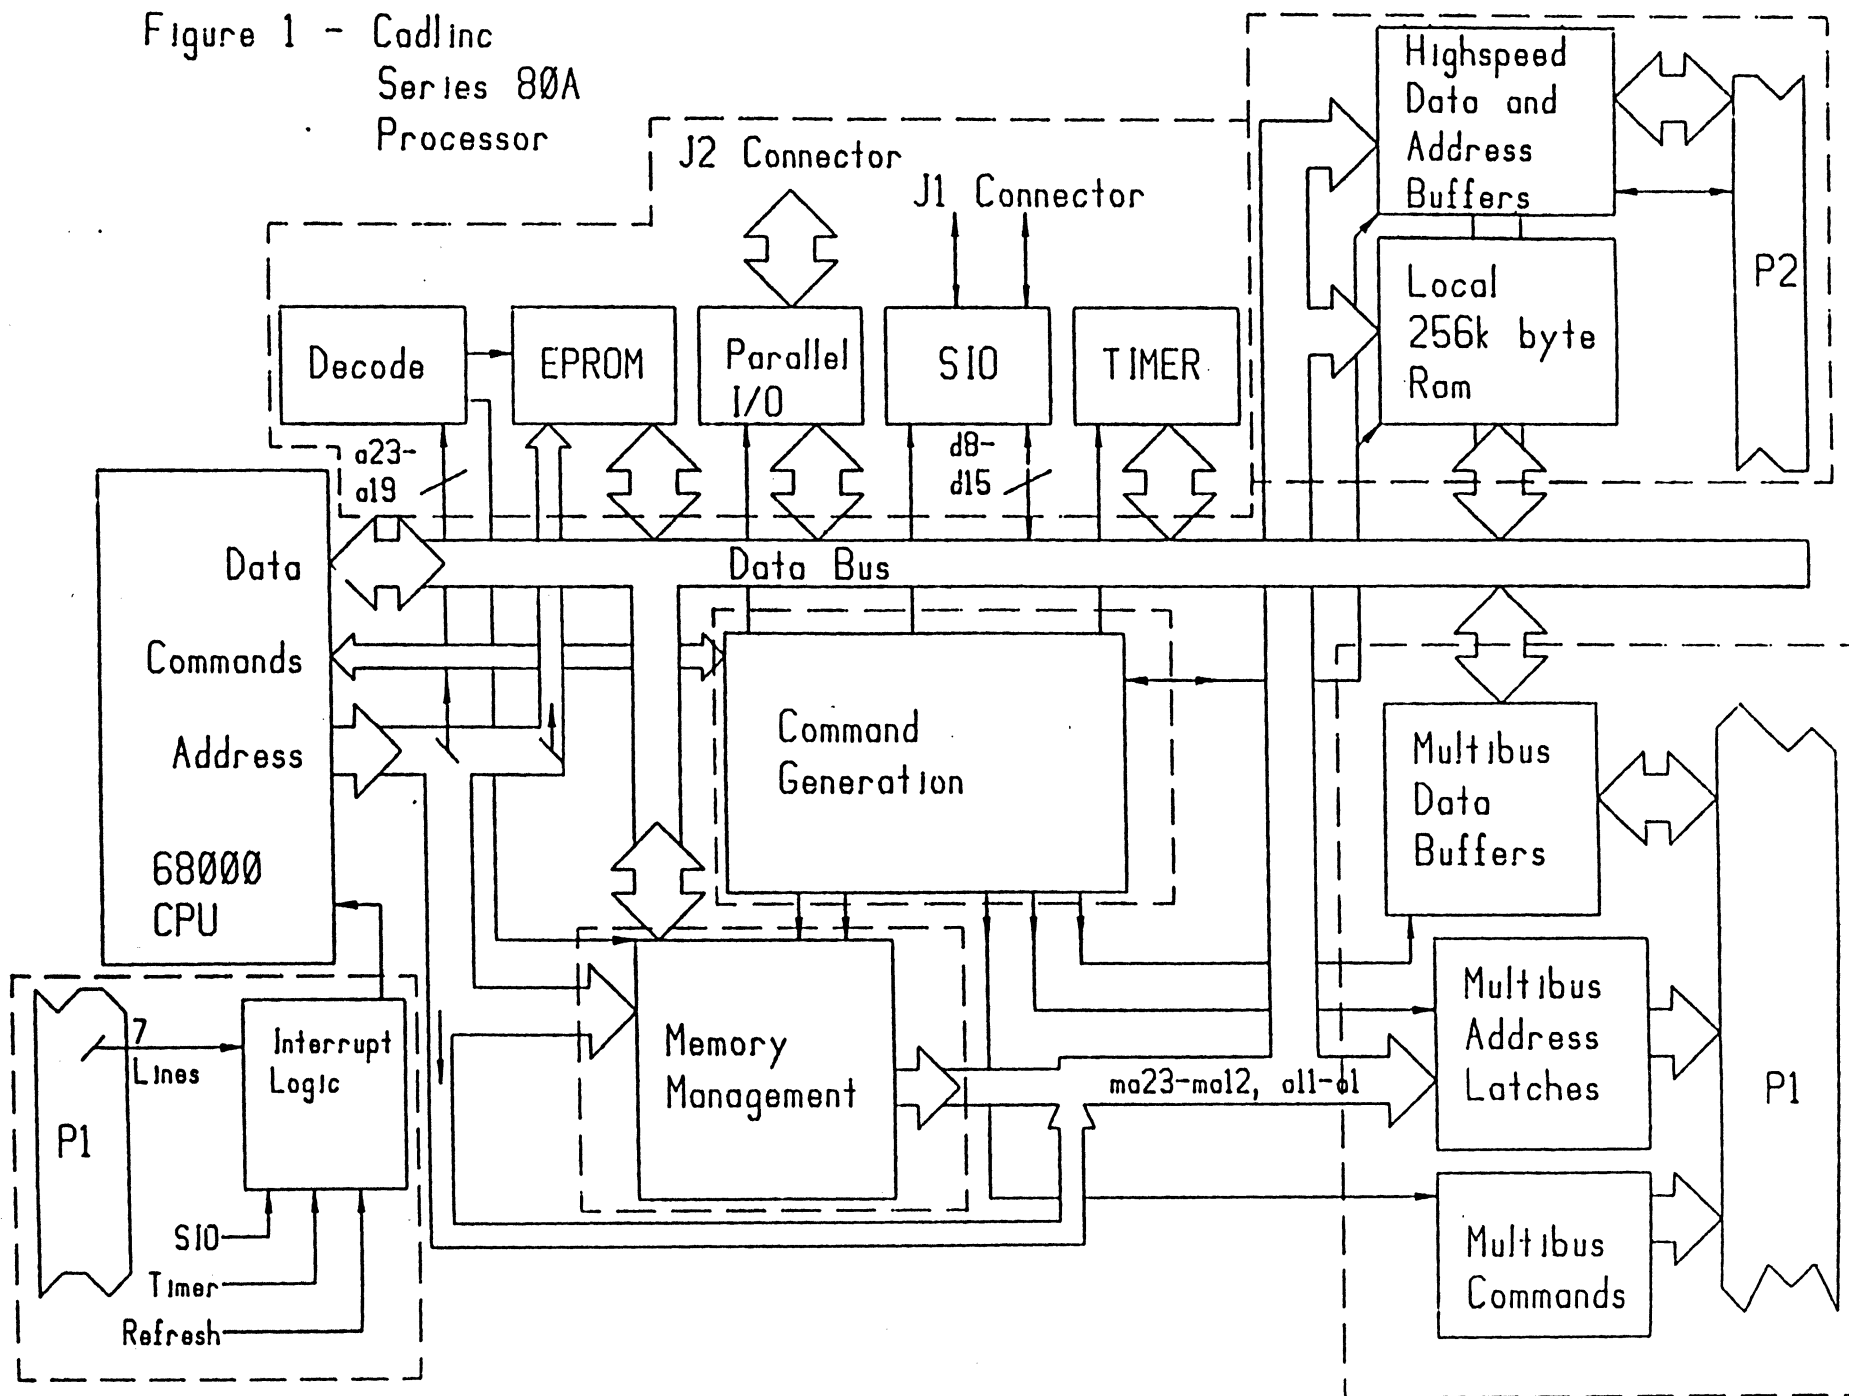 Figure 1 - Cadlinc
Series 80A
Processor
J2 Connector
J1 Connector
Highspeed
Data and
Address
Buffers
P2
Local
256k byte
Ram
Decode
EPROM
Parallel
I/O
SIO
TIMER
a23-
a19
d8-
d15
Data
Data Bus
Commands
Address
68000
CPU
Command
Generation
Multibus
Data
Buffers
P1
7
Lines
Interrupt
Logic
P1
SIO
Timer
Refresh
Memory
Management
ma23-ma12, a11-a1
Multibus
Address
Latches
Multibus
Commands